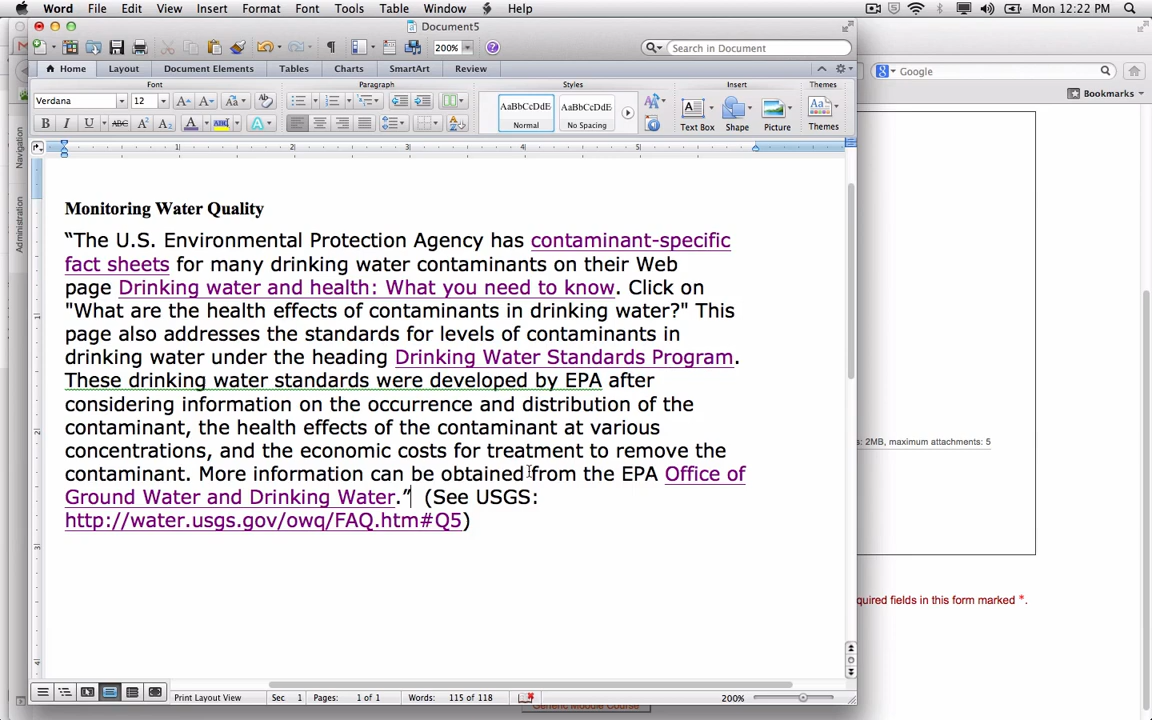 Word File Edit View Insert Format Font Tools Table Window Help Mon 12:22 PM
Document5
200% Search in Document
Google
Home Layout Document Elements Tables Charts SmartArt Review
Bookmarks
Font Paragraph Styles Insert Themes
Verdana 12
AaBbCcDdE AaBbCcDdE
Normal No Spacing Text Box Shape Picture Themes
Navigation
Administration
Monitoring Water Quality
“The U.S. Environmental Protection Agency has contaminant-specific
fact sheets for many drinking water contaminants on their Web
page Drinking water and health: What you need to know. Click on
"What are the health effects of contaminants in drinking water?" This
page also addresses the standards for levels of contaminants in
drinking water under the heading Drinking Water Standards Program.
These drinking water standards were developed by EPA after
considering information on the occurrence and distribution of the
contaminant, the health effects of the contaminant at various
concentrations, and the economic costs for treatment to remove the
contaminant. More information can be obtained from the EPA Office of
Ground Water and Drinking Water.” (See USGS:
http://water.usgs.gov/owq/FAQ.htm#Q5)
s: 2MB, maximum attachments: 5
quired fields in this form marked *.
Print Layout View Sec 1 Pages: 1 of 1 Words: 115 of 118 200%
Generic Moodle Course